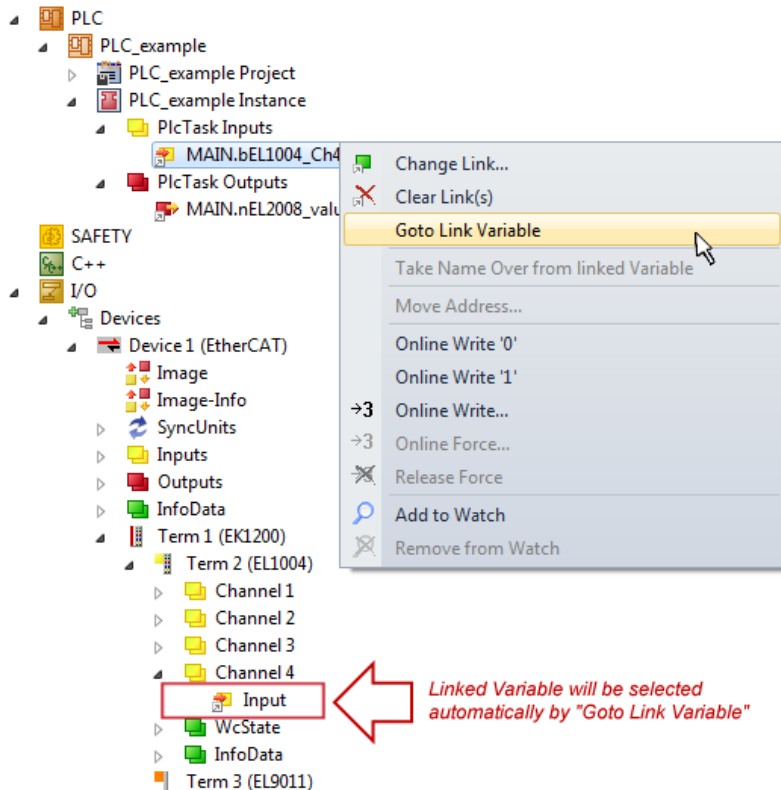 PLC
PLC_example
PLC_example Project
PLC_example Instance
PlcTask Inputs
MAIN.bEL1004_Ch4
PlcTask Outputs
MAIN.nEL2008_valu
SAFETY
C++
I/O
Devices
Device 1 (EtherCAT)
Image
Image-Info
SyncUnits
Inputs
Outputs
InfoData
Term 1 (EK1200)
Term 2 (EL1004)
Channel 1
Channel 2
Channel 3
Channel 4
Input
WcState
InfoData
Term 3 (EL9011)
Change Link...
Clear Link(s)
Goto Link Variable
Take Name Over from linked Variable
Move Address...
Online Write '0'
Online Write '1'
→3 Online Write...
→3 Online Force...
Release Force
Add to Watch
Remove from Watch
Linked Variable will be selected
automatically by "Goto Link Variable"